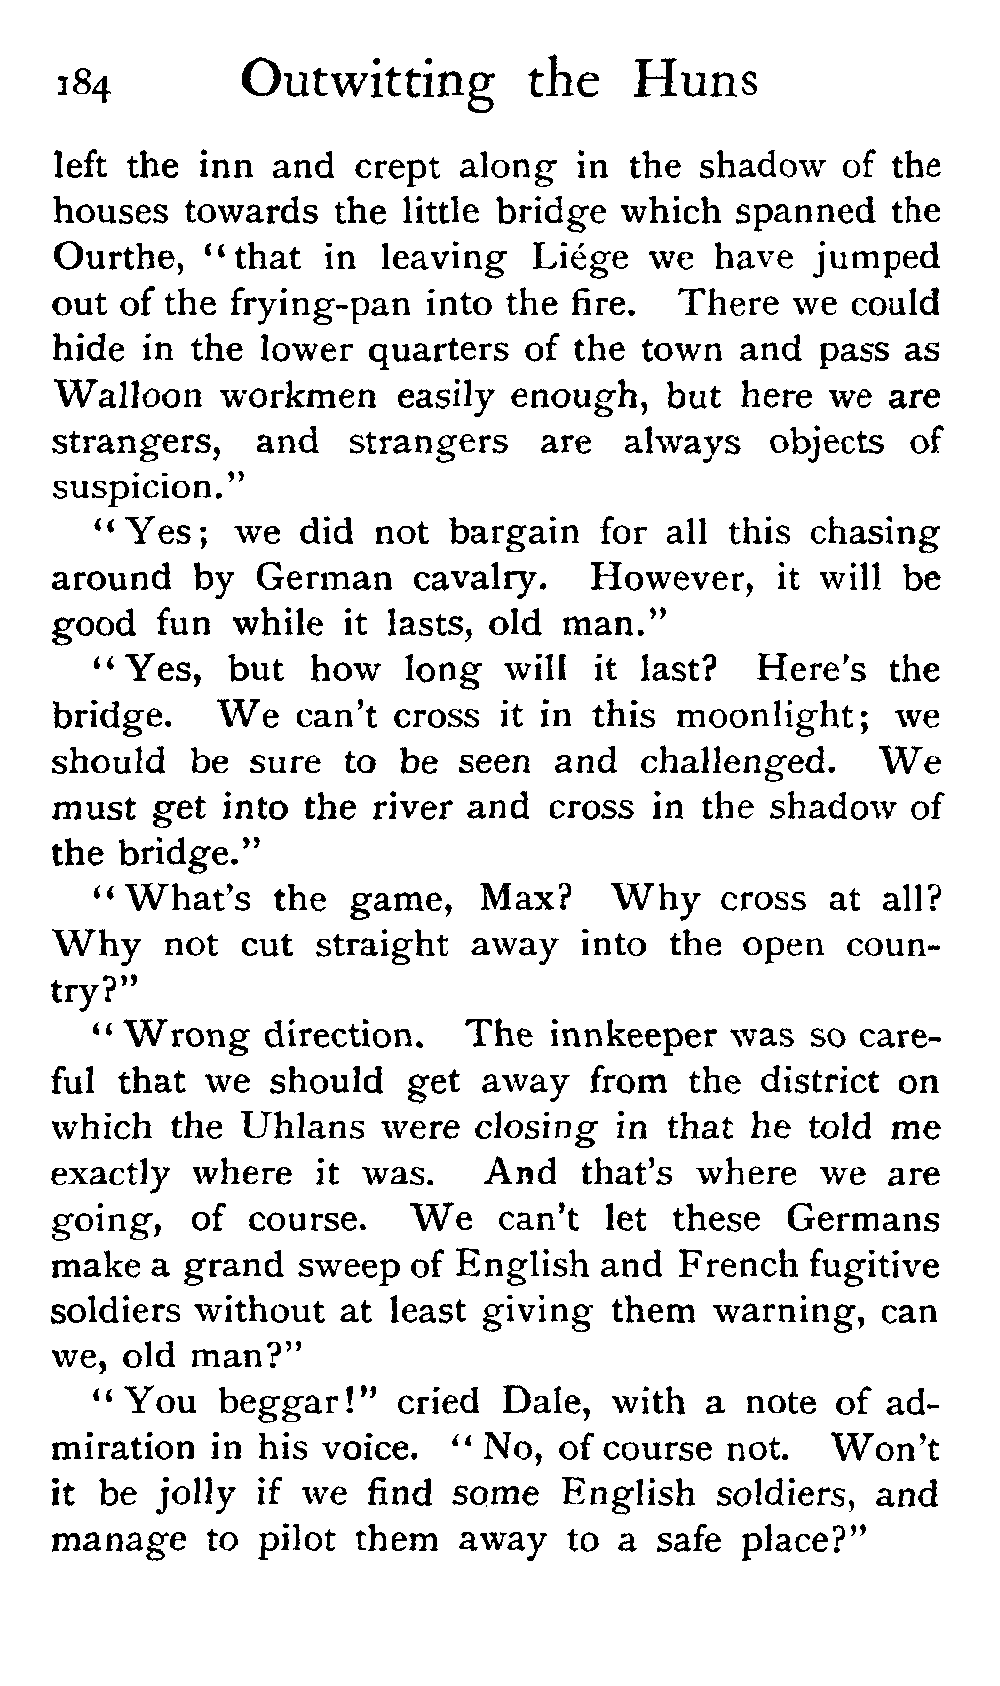 184 Outwitting the Huns
left the inn and crept along in the shadow of the
houses towards the little bridge which spanned the
Ourthe, "that in leaving Liége we have jumped
out of the frying-pan into the fire. There we could
hide in the lower quarters of the town and pass as
Walloon workmen easily enough, but here we are
strangers, and strangers are always objects of
suspicion."
"Yes; we did not bargain for all this chasing
around by German cavalry. However, it will be
good fun while it lasts, old man."
"Yes, but how long will it last? Here's the
bridge. We can't cross it in this moonlight; we
should be sure to be seen and challenged. We
must get into the river and cross in the shadow of
the bridge."
"What's the game, Max? Why cross at all?
Why not cut straight away into the open coun-
try?"
"Wrong direction. The innkeeper was so care-
ful that we should get away from the district on
which the Uhlans were closing in that he told me
exactly where it was. And that's where we are
going, of course. We can't let these Germans
make a grand sweep of English and French fugitive
soldiers without at least giving them warning, can
we, old man?"
"You beggar!" cried Dale, with a note of ad-
miration in his voice. "No, of course not. Won't
it be jolly if we find some English soldiers, and
manage to pilot them away to a safe place?"